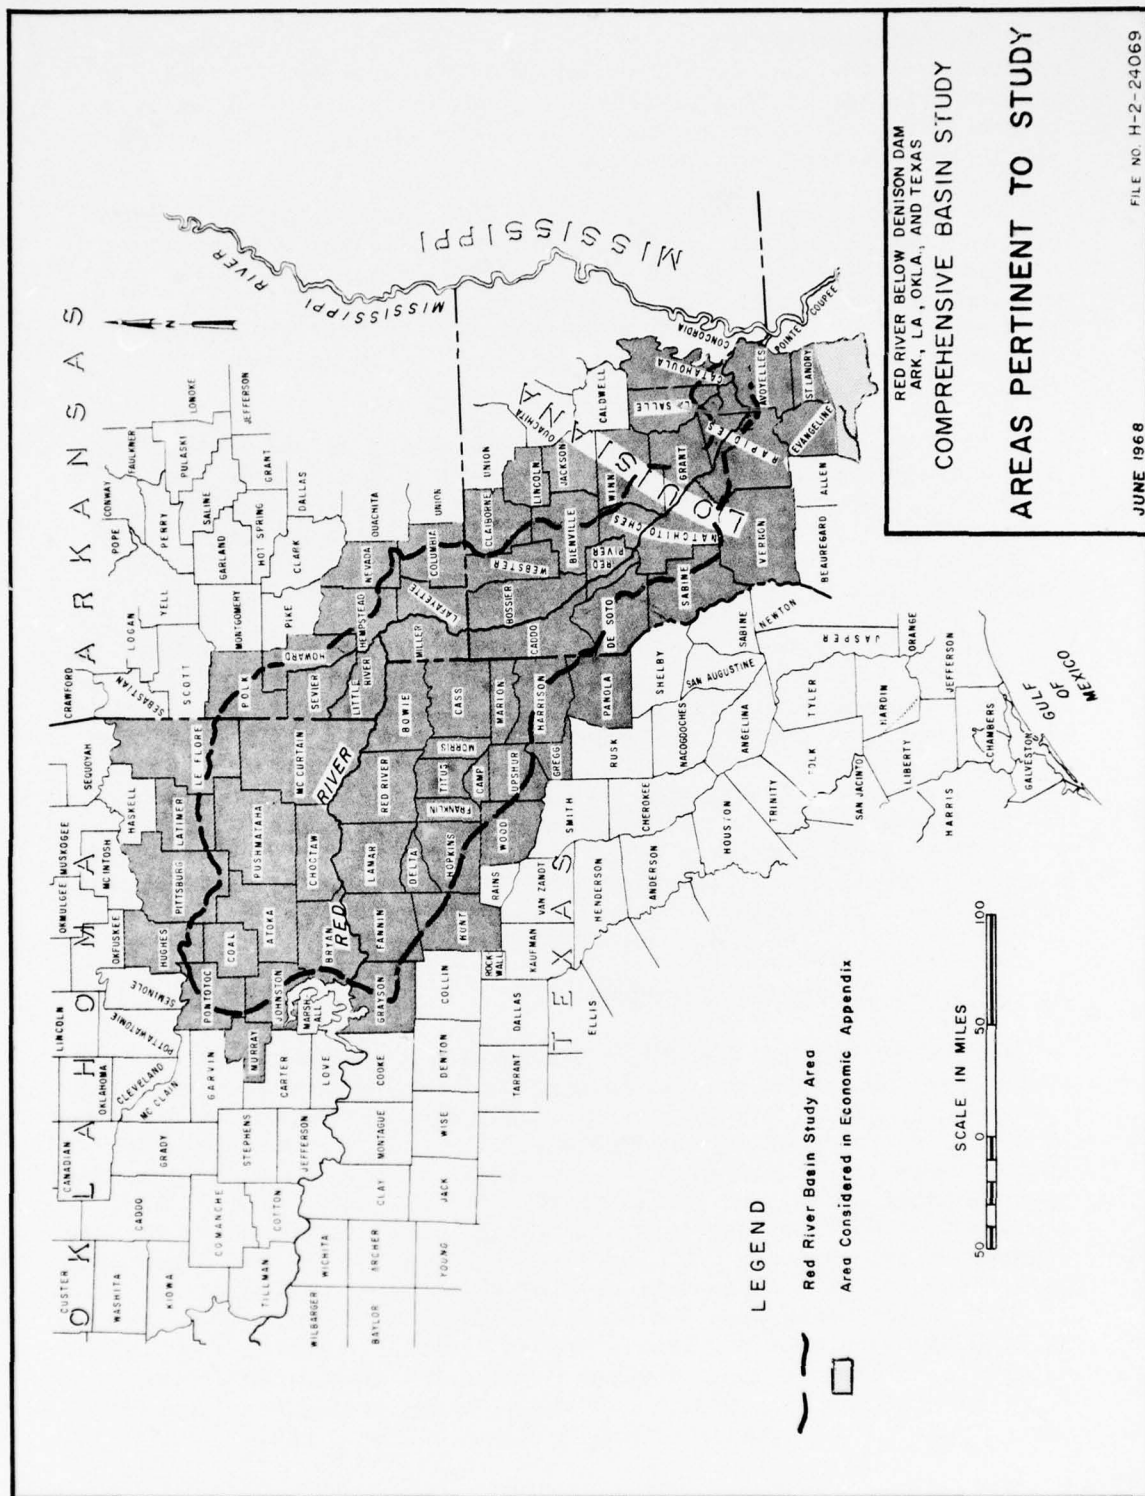 ARKANSAS
OKLAHOMA
TEXAS
LOUISIANA
MISSISSIPPI
MISSISSIPPI
RIVER
RED
RIVER
N
CRAWFORD
SEBASTIAN
LOGAN
POPE
CONWAY
FAULKNER
SCOTT
YELL
PERRY
PULASKI
LONOKE
POLK
MONTGOMERY
GARLAND
SALINE
HOT SPRING
GRANT
JEFFERSON
HOWARD
PIKE
CLARK
DALLAS
SEVIER
HEMPSTEAD
NEVADA
OUACHITA
LITTLE
RIVER
MILLER
LAFAYETTE
COLUMBIA
UNION
CUSTER
CANADIAN
LINCOLN
OKMULGEE
MUSKOGEE
SEQUOYAH
WASHITA
CADDO
OKLAHOMA
CLEVELAND
POTTAWATOMIE
SEMINOLE
OKFUSKEE
MC INTOSH
HASKELL
KIOWA
GRADY
MC CLAIN
HUGHES
PITTSBURG
LATIMER
LE FLORE
COMANCHE
STEPHENS
GARVIN
PONTOTOC
COAL
MURRAY
TILLMAN
COTTON
JEFFERSON
CARTER
JOHNSTON
ATOKA
PUSHMATAHA
LOVE
MARSH
ALL
BRYAN
CHOCTAW
MC CURTAIN
WILBARGER
WICHITA
CLAY
MONTAGUE
COOKE
GRAYSON
FANNIN
LAMAR
RED RIVER
BOWIE
BAYLOR
ARCHER
YOUNG
JACK
WISE
DENTON
COLLIN
HUNT
DELTA
HOPKINS
FRANKLIN
TITUS
MORRIS
CASS
CAMP
MARION
TARRANT
DALLAS
ROCK
WALL
KAUFMAN
RAINS
WOOD
UPSHUR
HARRISON
GREGG
VAN ZANDT
SMITH
ELLIS
HENDERSON
RUSK
PANOLA
CHEROKEE
ANDERSON
NACOGDOCHES
SHELBY
SAN AUGUSTINE
SABINE
HOUSTON
ANGELINA
TRINITY
POLK
TYLER
NEWTON
JASPER
SAN JACINTO
HARDIN
ORANGE
LIBERTY
JEFFERSON
HARRIS
CHAMBERS
GALVESTON
GULF
OF
MEXICO
CADDO
BOSSIER
WEBSTER
CLAIBORNE
UNION
LINCOLN
OUACHITA
BIENVILLE
JACKSON
CALDWELL
DE SOTO
RED
RIVER
WINN
NATCHITOCHES
SABINE
GRANT
LA SALLE
CATAHOULA
CONCORDIA
VERNON
RAPIDES
AVOYELLES
POINTE COUPEE
BEAUREGARD
ALLEN
EVANGELINE
ST LANDRY
LEGEND
Red River Basin Study Area
Area Considered in Economic Appendix
50 0 50 100
SCALE IN MILES
RED RIVER BELOW DENISON DAM
ARK., LA., OKLA., AND TEXAS
COMPREHENSIVE BASIN STUDY
AREAS PERTINENT TO STUDY
JUNE 1968
FILE NO. H-2-24069